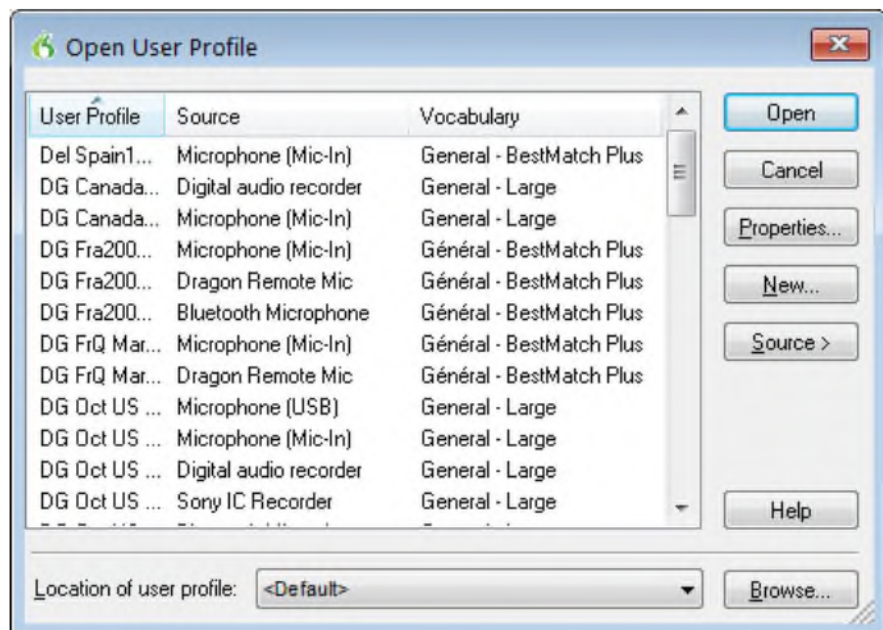 Open User Profile
User Profile Source Vocabulary
Del Spain1... Microphone (Mic-In) General - BestMatch Plus
DG Canada... Digital audio recorder General - Large
DG Canada... Microphone (Mic-In) General - Large
DG Fra200... Microphone (Mic-In) Général - BestMatch Plus
DG Fra200... Dragon Remote Mic Général - BestMatch Plus
DG Fra200... Bluetooth Microphone Général - BestMatch Plus
DG FrQ Mar... Microphone (Mic-In) Général - BestMatch Plus
DG FrQ Mar... Dragon Remote Mic Général - BestMatch Plus
DG Oct US ... Microphone (USB) General - Large
DG Oct US ... Microphone (Mic-In) General - Large
DG Oct US ... Digital audio recorder General - Large
DG Oct US ... Sony IC Recorder General - Large
Open
Cancel
Properties...
New...
Source >
Help
Location of user profile: <Default> Browse...